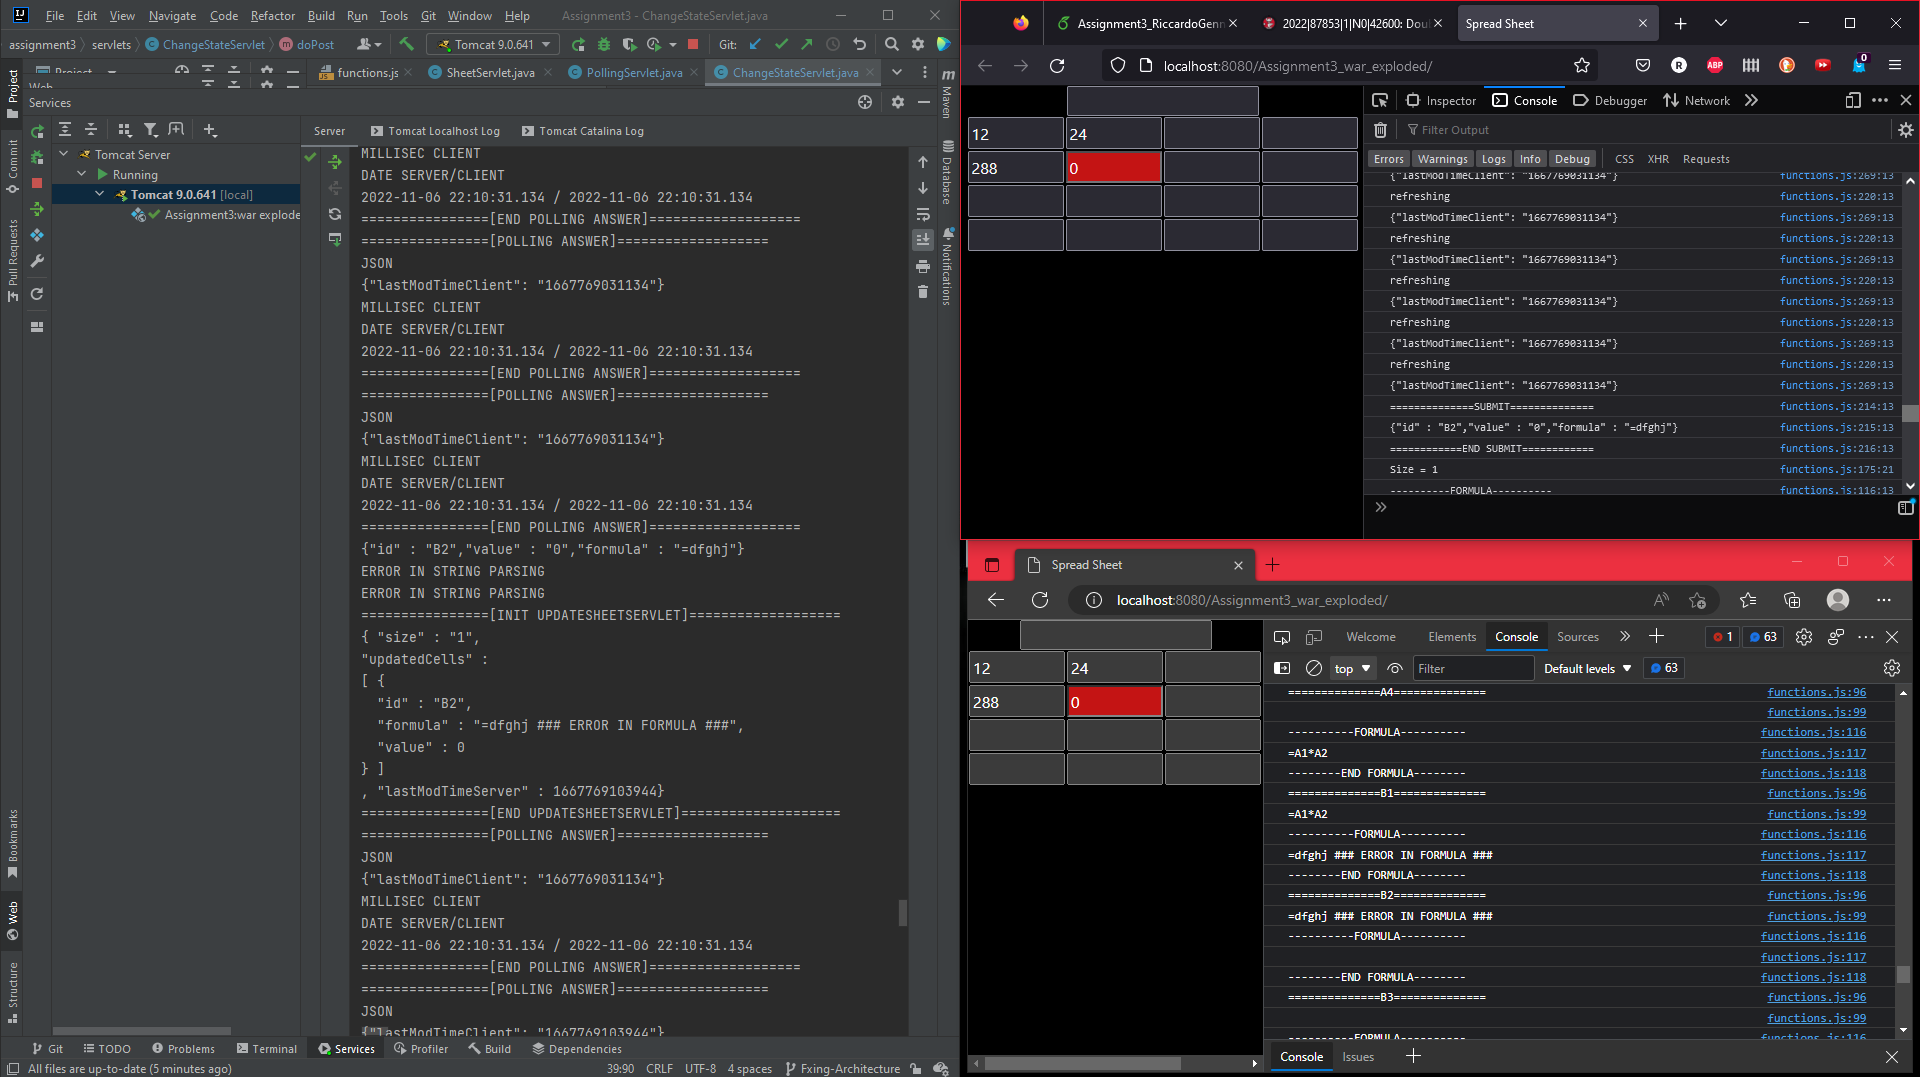 File Edit View Navigate Code Refactor Build Run Tools Git Window Help Assignment3 - ChangeStateServlet.java
assignment3 servlets ChangeStateServlet doPost Tomcat 9.0.641 Git:
Project functions.js SheetServlet.java PollingServlet.java ChangeStateServlet.java
Services
Server Tomcat Localhost Log Tomcat Catalina Log
Tomcat Server
Running
Tomcat 9.0.641 [local]
Assignment3:war explode
Project
Commit
Pull Requests
Bookmarks
Web
Structure
Maven
Database
Notifications
MILLISEC CLIENT
DATE SERVER/CLIENT
2022-11-06 22:10:31.134 / 2022-11-06 22:10:31.134
================[END POLLING ANSWER]===================
================[POLLING ANSWER]===================
JSON
{"lastModTimeClient": "1667769031134"}
MILLISEC CLIENT
DATE SERVER/CLIENT
2022-11-06 22:10:31.134 / 2022-11-06 22:10:31.134
================[END POLLING ANSWER]===================
================[POLLING ANSWER]===================
JSON
{"lastModTimeClient": "1667769031134"}
MILLISEC CLIENT
DATE SERVER/CLIENT
2022-11-06 22:10:31.134 / 2022-11-06 22:10:31.134
================[END POLLING ANSWER]===================
{"id" : "B2","value" : "0","formula" : "=dfghj"}
ERROR IN STRING PARSING
ERROR IN STRING PARSING
================[INIT UPDATESHEETSERVLET]===================
{ "size" : "1",
"updatedCells" :
[ {
"id" : "B2",
"formula" : "=dfghj ### ERROR IN FORMULA ###",
"value" : 0
} ]
, "lastModTimeServer" : 1667769103944}
================[END UPDATESHEETSERVLET]====================
================[POLLING ANSWER]===================
JSON
{"lastModTimeClient": "1667769031134"}
MILLISEC CLIENT
DATE SERVER/CLIENT
2022-11-06 22:10:31.134 / 2022-11-06 22:10:31.134
================[END POLLING ANSWER]===================
================[POLLING ANSWER]===================
JSON
{"lastModTimeClient": "1667769103944"}
Git TODO Problems Terminal Services Profiler Build Dependencies
All files are up-to-date (5 minutes ago) 39:90 CRLF UTF-8 4 spaces Fxing-Architecture
Assignment3_RiccardoGenn 2022|87853|1|N0|42600: Dou Spread Sheet
localhost:8080/Assignment3_war_exploded/
Inspector Console Debugger Network
Filter Output
Errors Warnings Logs Info Debug CSS XHR Requests
12 24
288 0
{"lastModTimeClient": "1667769031134"} functions.js:269:13
refreshing functions.js:220:13
{"lastModTimeClient": "1667769031134"} functions.js:269:13
refreshing functions.js:220:13
{"lastModTimeClient": "1667769031134"} functions.js:269:13
refreshing functions.js:220:13
{"lastModTimeClient": "1667769031134"} functions.js:269:13
refreshing functions.js:220:13
{"lastModTimeClient": "1667769031134"} functions.js:269:13
refreshing functions.js:220:13
{"lastModTimeClient": "1667769031134"} functions.js:269:13
==============SUBMIT============== functions.js:214:13
{"id" : "B2","value" : "0","formula" : "=dfghj"} functions.js:215:13
============END SUBMIT============ functions.js:216:13
Size = 1 functions.js:175:21
----------FORMULA---------- functions.js:116:13
Spread Sheet
localhost:8080/Assignment3_war_exploded/
Welcome Elements Console Sources 1 63
top Filter Default levels 63
12 24
288 0
==============A4============== functions.js:96
functions.js:99
----------FORMULA---------- functions.js:116
=A1*A2 functions.js:117
--------END FORMULA-------- functions.js:118
==============B1============== functions.js:96
=A1*A2 functions.js:99
----------FORMULA---------- functions.js:116
=dfghj ### ERROR IN FORMULA ### functions.js:117
--------END FORMULA-------- functions.js:118
==============B2============== functions.js:96
=dfghj ### ERROR IN FORMULA ### functions.js:99
----------FORMULA---------- functions.js:116
functions.js:117
--------END FORMULA-------- functions.js:118
==============B3============== functions.js:96
functions.js:99
----------FORMULA---------- functions.js:116
Console Issues